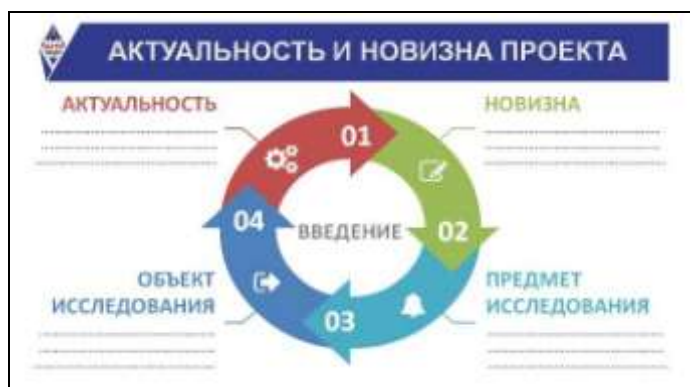 АКТУАЛЬНОСТЬ И НОВИЗНА ПРОЕКТА
АКТУАЛЬНОСТЬ
НОВИЗНА
01
04
ВВЕДЕНИЕ
02
ОБЪЕКТ
ИССЛЕДОВАНИЯ
ПРЕДМЕТ
ИССЛЕДОВАНИЯ
03